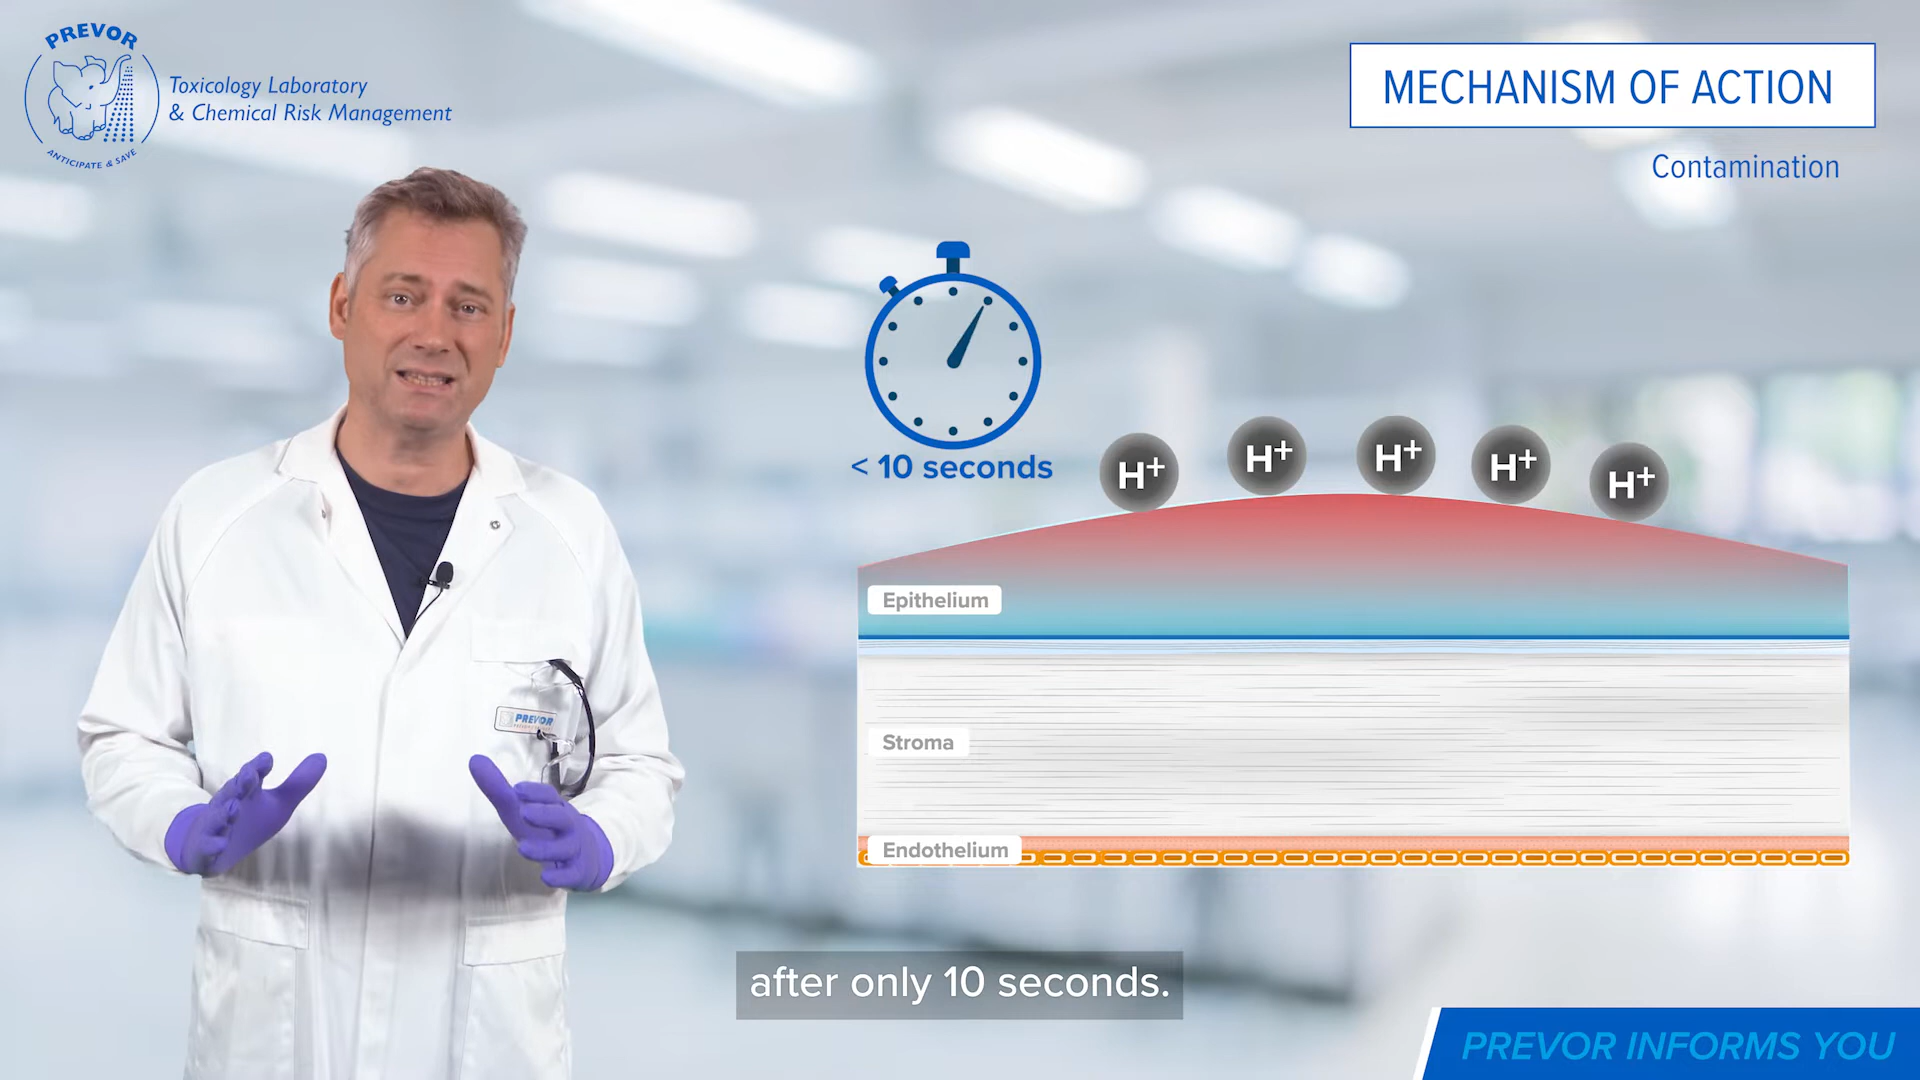 PREVOR
Toxicology Laboratory
& Chemical Risk Management
ANTICIPATE & SAVE
MECHANISM OF ACTION
Contamination
< 10 seconds
H+
H+
H+
H+
H+
Epithelium
Stroma
Endothelium
PREVOR
after only 10 seconds.
PREVOR INFORMS YOU